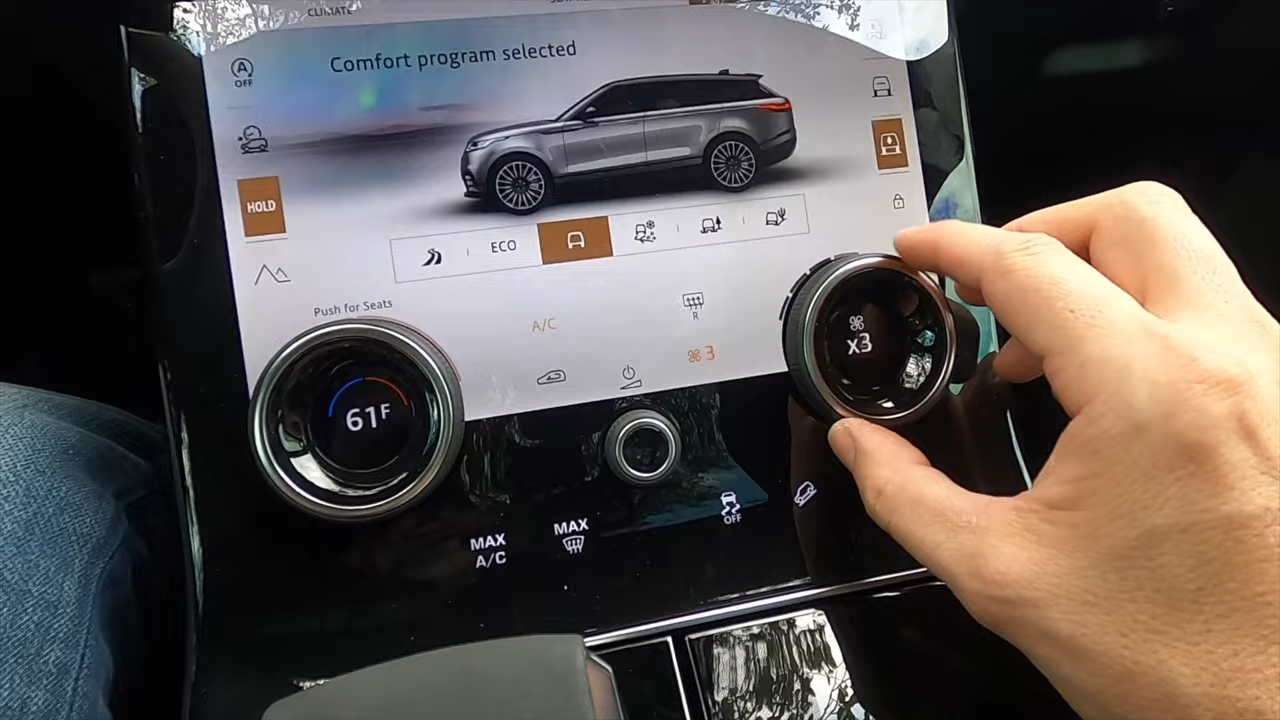 CLIMATE
Comfort program selected
A
OFF
HOLD
ECO
Push for Seats
A/C
R
3
x3
61F
MAX
A/C
MAX
OFF